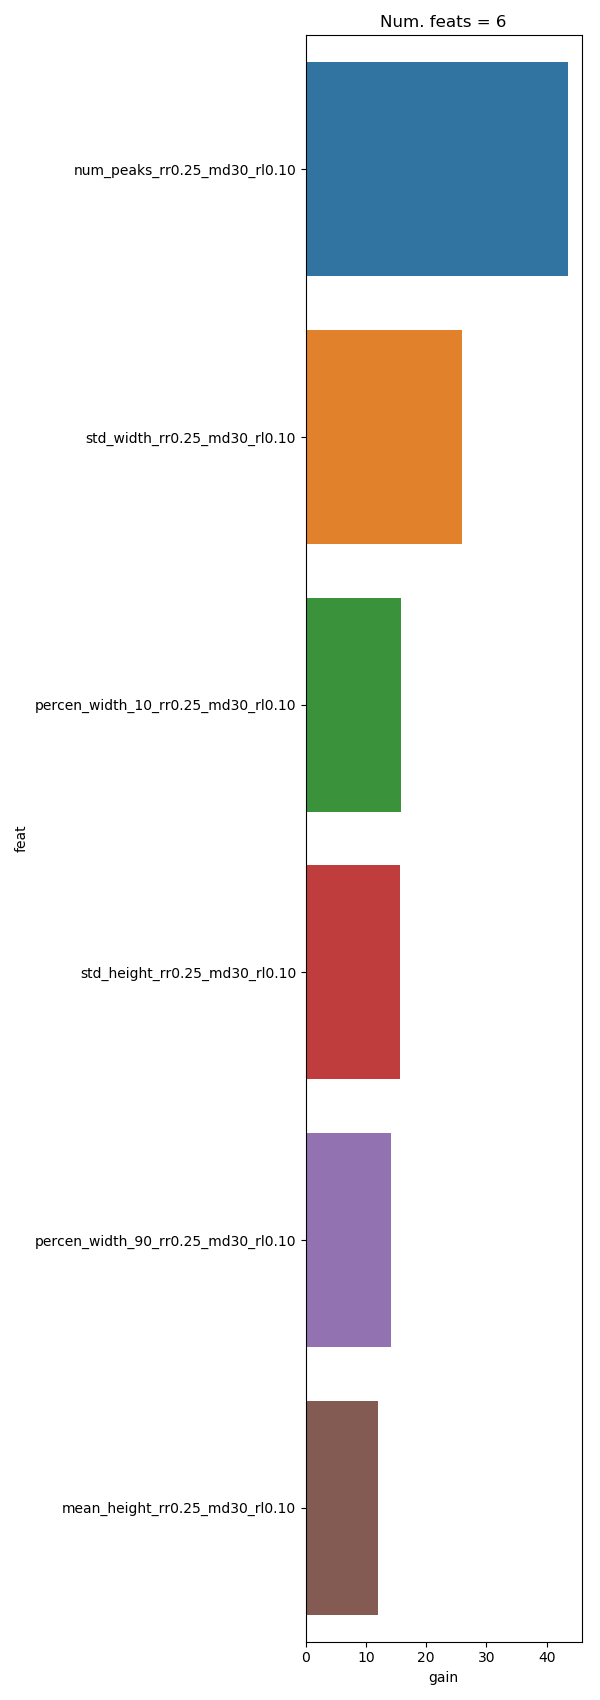 Num. feats = 6
num_peaks_rr0.25_md30_rl0.10
std_width_rr0.25_md30_rl0.10
percen_width_10_rr0.25_md30_rl0.10
feat
std_height_rr0.25_md30_rl0.10
percen_width_90_rr0.25_md30_rl0.10
mean_height_rr0.25_md30_rl0.10
0 10 20 30 40
gain